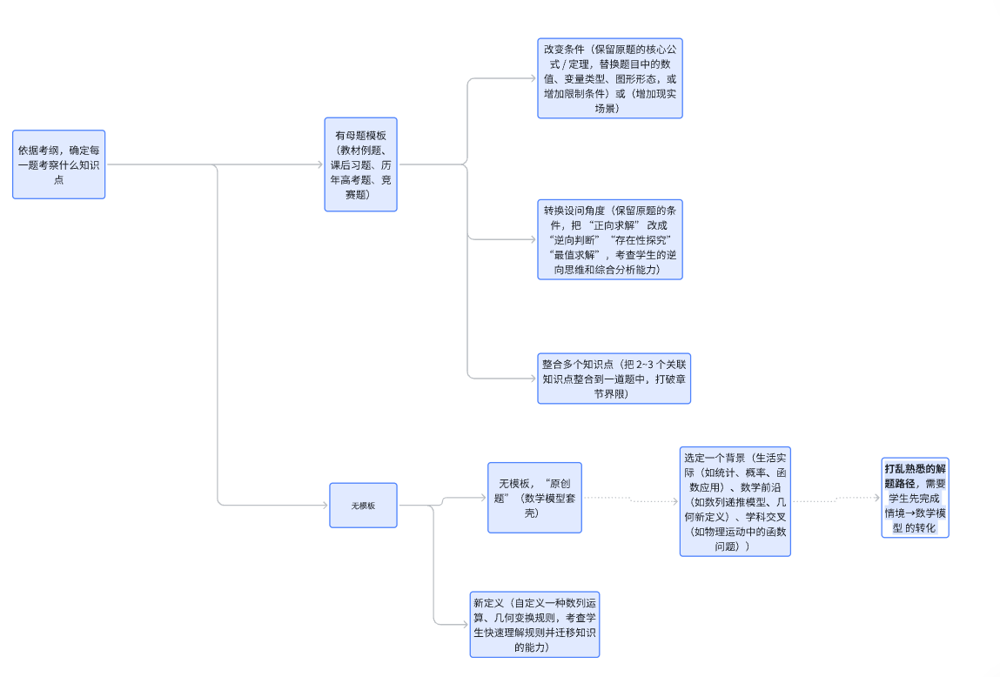 依据考纲，确定每
一题考察什么知识
点
有母题模板
（教材例题、
课后习题、历
年高考题、竞
赛题）
改变条件（保留原题的核心公
式 / 定理，替换题目中的数
值、变量类型、图形形态，或
增加限制条件）或（增加现实
场景）
转换设问角度（保留原题的条
件，把 “正向求解” 改成
“逆向判断” “存在性探究”
“最值求解”，考查学生的逆
向思维和综合分析能力）
整合多个知识点（把 2-3 个关联
知识点整合到一道题中，打破章
节界限）
无模板
无模板，“原创
题”（数学模型套
壳）
选定一个背景（生活实
际（如统计、概率、函
数应用）、数学前沿
（如数列递推模型、几
何新定义）、学科交叉
（如物理运动中的函数
问题））
打乱熟悉的解
题路径，需要
学生先完成
情境→数学模
型 的转化
新定义（自定义一种数列运
算、几何变换规则，考查学
生快速理解规则并迁移知识
的能力）